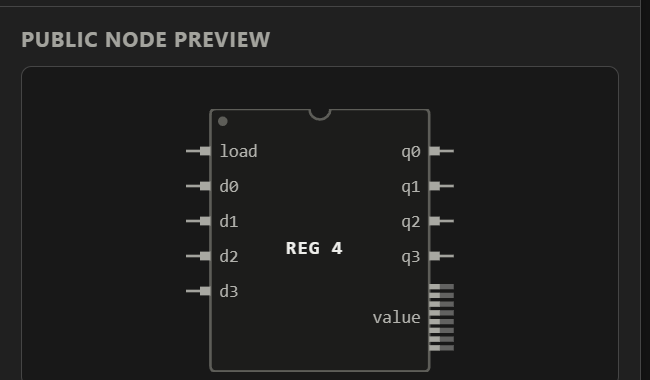 PUBLIC NODE PREVIEW
load q0
d0 q1
d1 q2
REG 4
d2 q3
d3
value